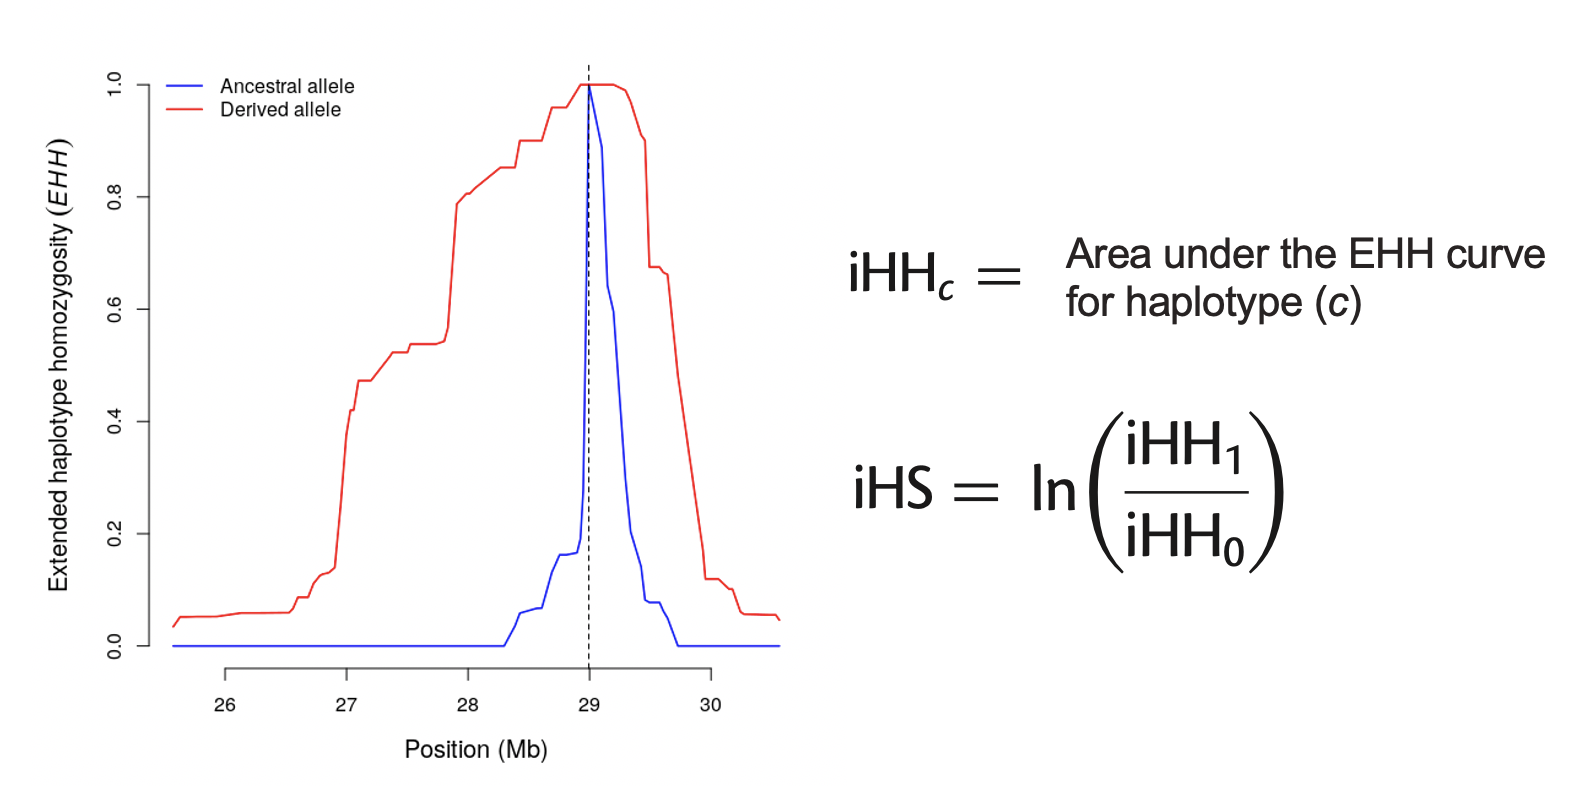 Ancestral allele
Derived allele
Extended haplotype homozygosity (EHH)
0.0
0.2
0.4
0.6
0.8
1.0
26
27
28
29
30
Position (Mb)
iHHc =
Area under the EHH curve
for haplotype (c)
iHS = ln(iHH1/iHH0)